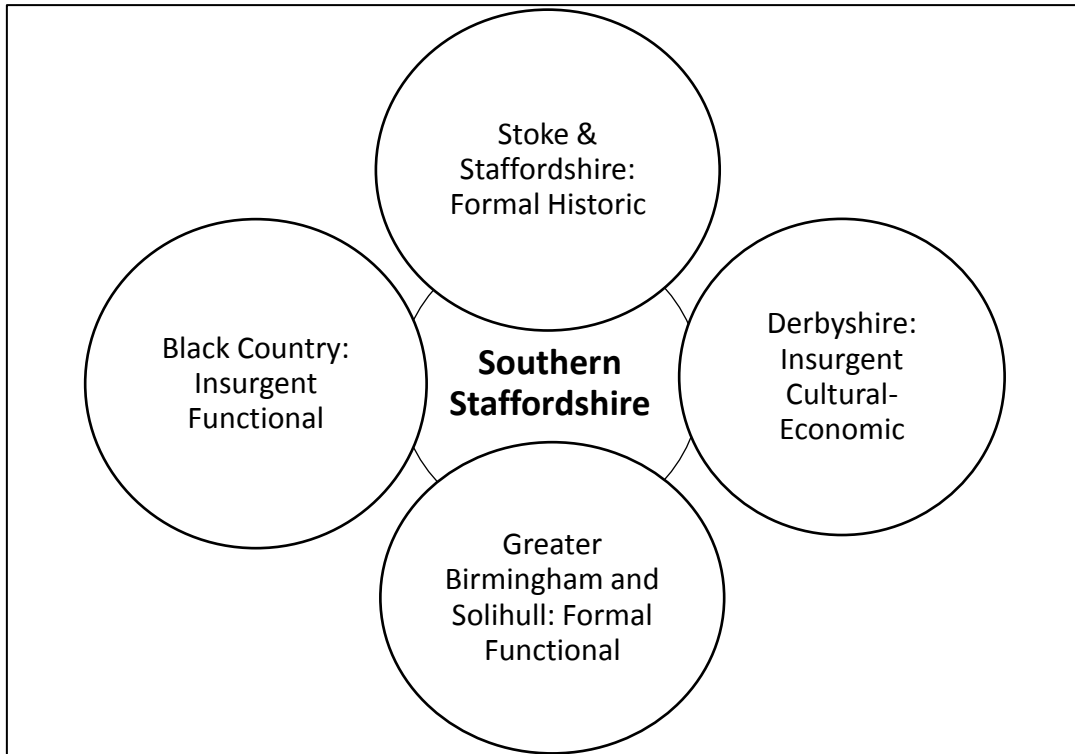 Stoke &
Staffordshire:
Formal Historic
Black Country:
Insurgent
Functional
Southern
Staffordshire
Derbyshire:
Insurgent
Cultural-
Economic
Greater
Birmingham and
Solihull: Formal
Functional